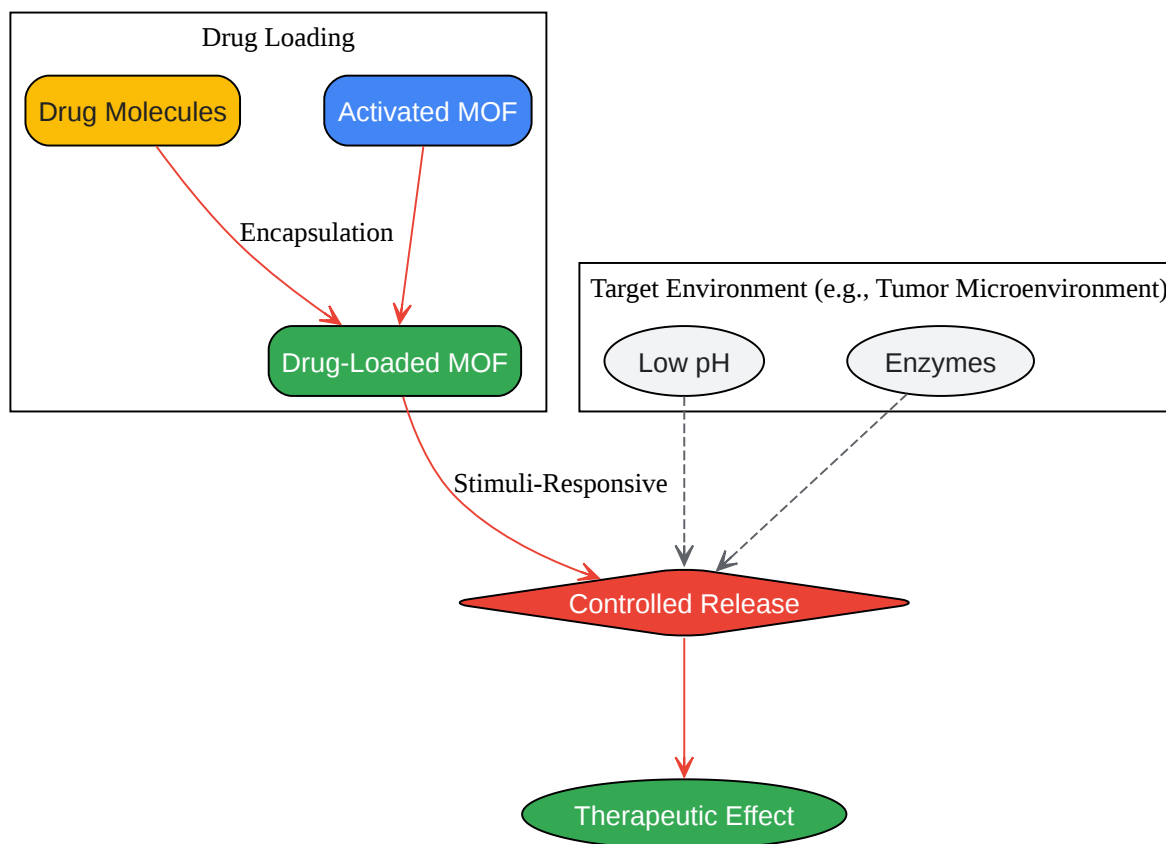 Drug Loading
Drug Molecules
Activated MOF
Encapsulation
Target Environment (e.g., Tumor Microenvironment)
Drug-Loaded MOF
Low pH
Enzymes
Stimuli-Responsive
Controlled Release
Therapeutic Effect